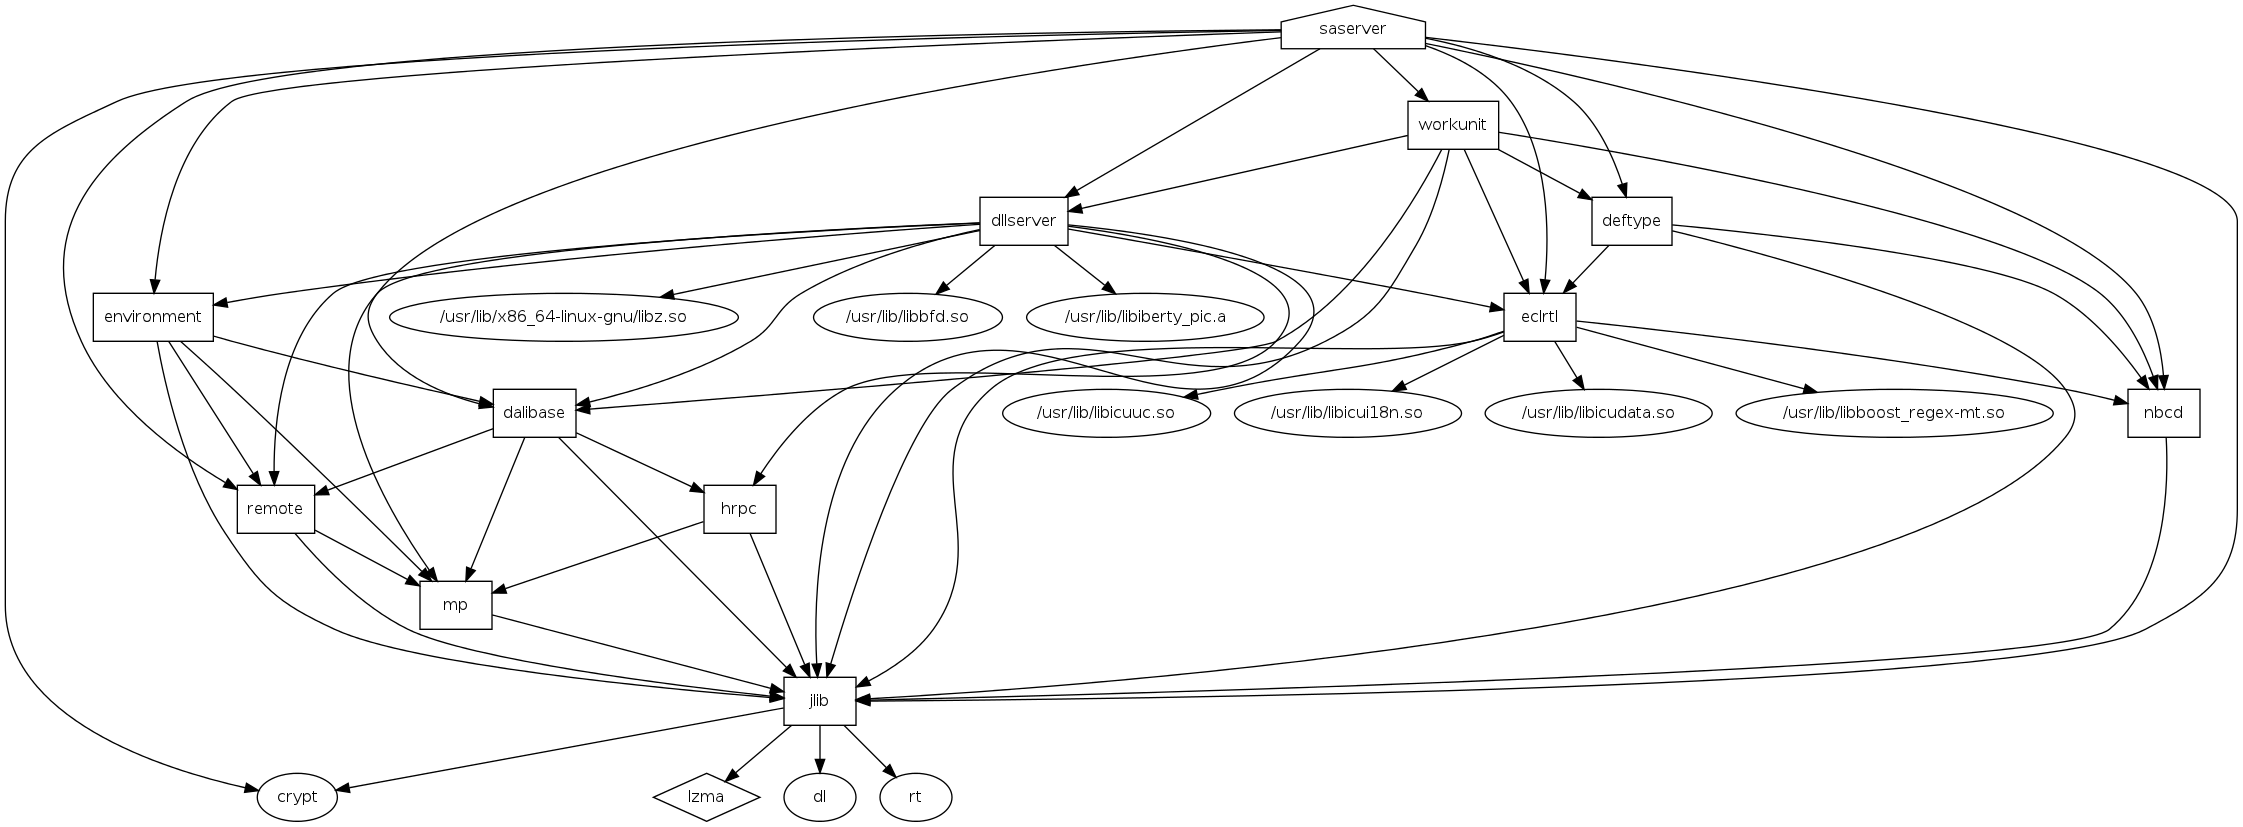 saserver
workunit
dllserver
deftype
environment
/usr/lib/x86_64-linux-gnu/libz.so
/usr/lib/libbfd.so
/usr/lib/libiberty_pic.a
eclrtl
dalibase
/usr/lib/libicuuc.so
/usr/lib/libicui18n.so
/usr/lib/libicudata.so
/usr/lib/libboost_regex-mt.so
nbcd
remote
hrpc
mp
jlib
crypt
lzma
dl
rt